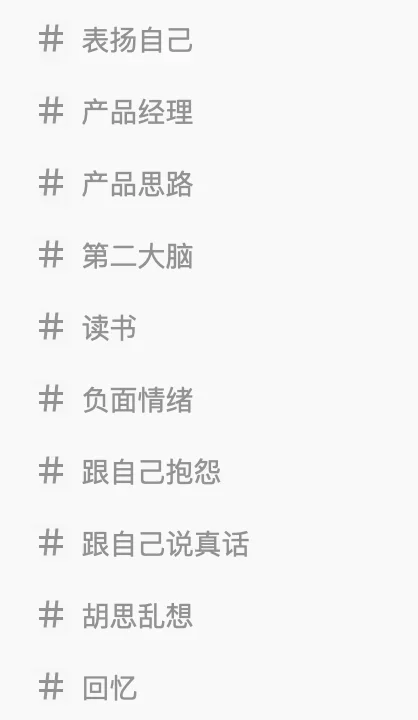 # 表扬自己
# 产品经理
# 产品思路
# 第二大脑
# 读书
# 负面情绪
# 跟自己抱怨
# 跟自己说真话
# 胡思乱想
# 回忆